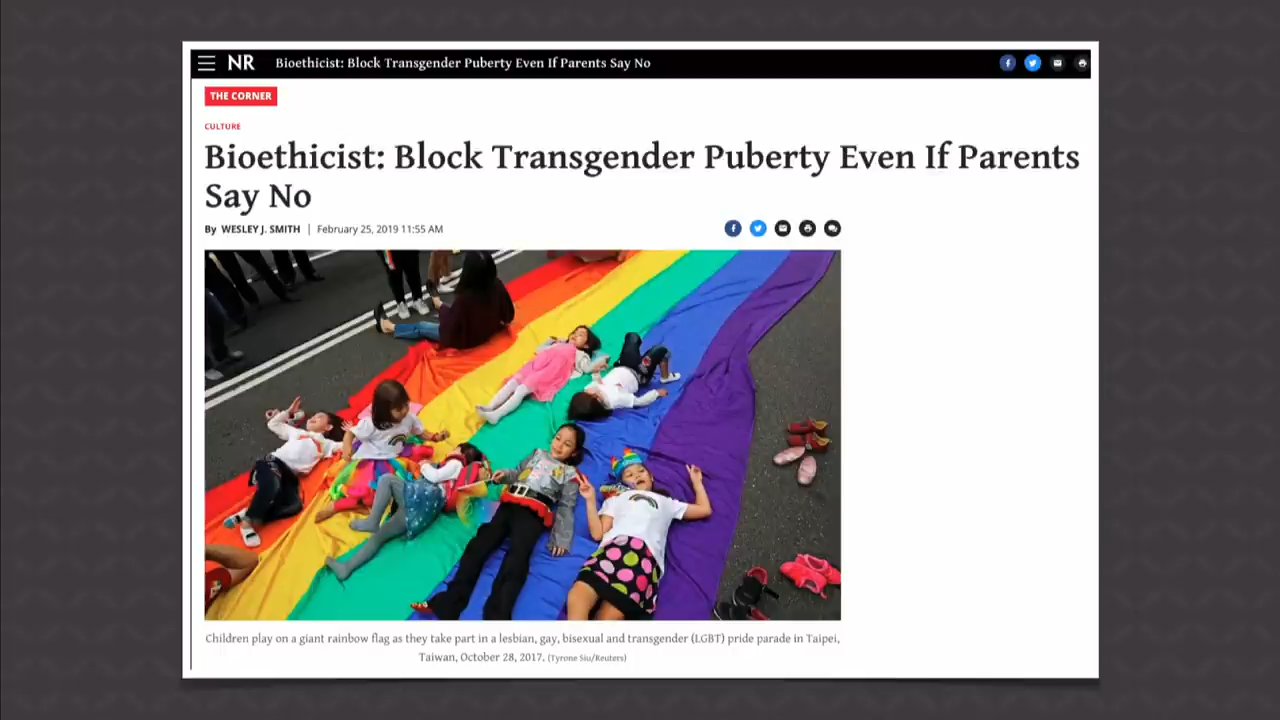 NR Bioethicist: Block Transgender Puberty Even If Parents Say No
THE CORNER
CULTURE
Bioethicist: Block Transgender Puberty Even If Parents
Say No
By WESLEY J. SMITH | February 25, 2019 11:55 AM
Children play on a giant rainbow flag as they take part in a lesbian, gay, bisexual and transgender (LGBT) pride parade in Taipei,
Taiwan, October 28, 2017. (Tyrone Siu/Reuters)